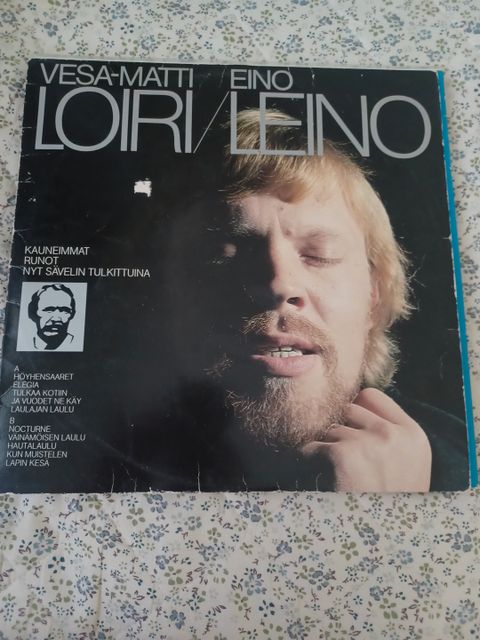 VESA-MATTI / EINO
LOIRI / LEINO
KAUNEIMMAT
RUNOT
NYT SÄVELIN TULKITTUINA
A
HÖYHENSAARET
ELEGIA
TULKAA KOTIIN
JA VUODET NE KÄY
LAULAJAN LAULU
B
NOCTURNE
VÄINÄMÖISEN LAULU
HAUTALAULU
KUN MUISTELEN
LAPIN KESÄ